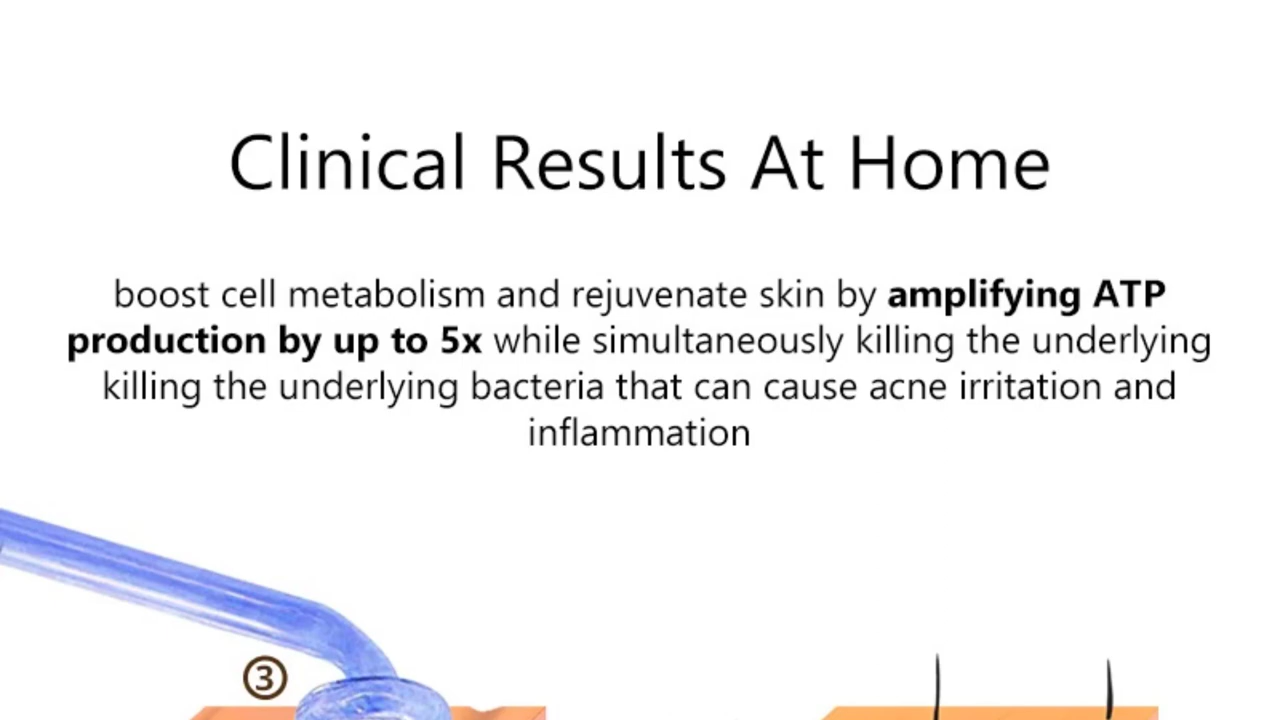 Clinical Results At Home
boost cell metabolism and rejuvenate skin by amplifying ATP
production by up to 5x while simultaneously killing the underlying
killing the underlying bacteria that can cause acne irritation and
inflammation
3